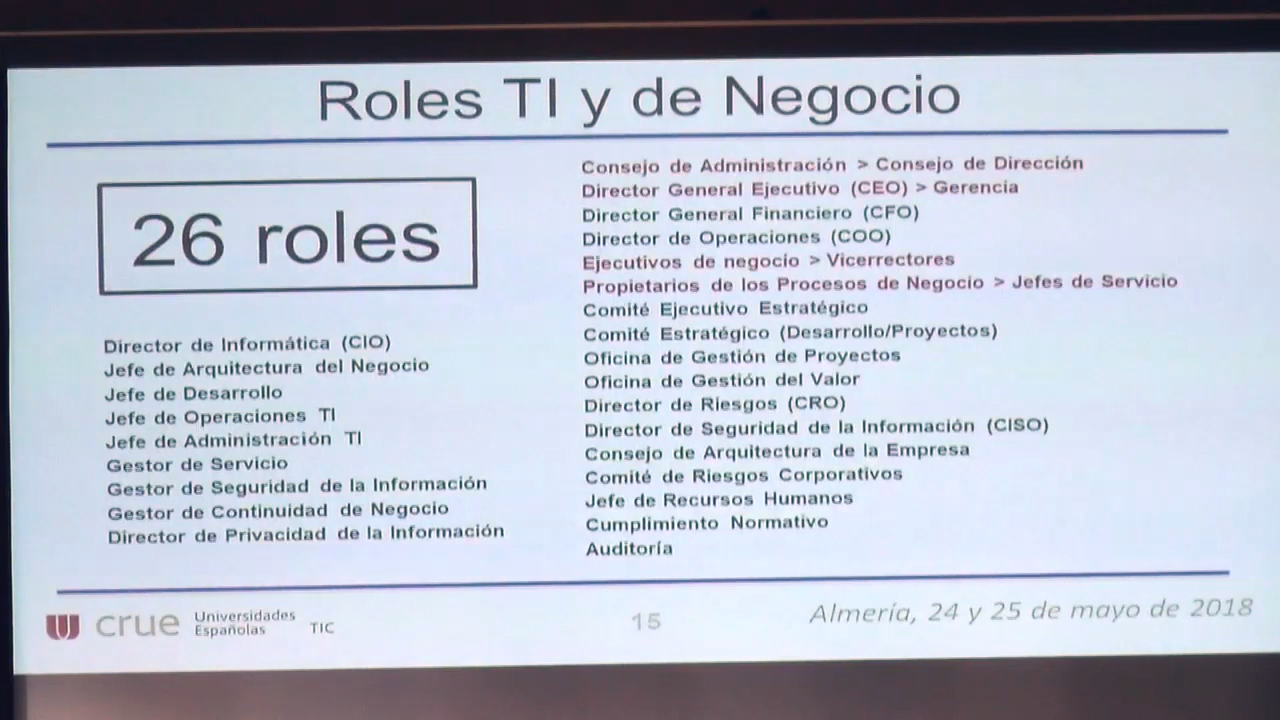 Roles TI y de Negocio
26 roles
Director de Informática (CIO)
Jefe de Arquitectura del Negocio
Jefe de Desarrollo
Jefe de Operaciones TI
Jefe de Administración TI
Gestor de Servicio
Gestor de Seguridad de la Información
Gestor de Continuidad de Negocio
Director de Privacidad de la Información
Consejo de Administración > Consejo de Dirección
Director General Ejecutivo (CEO) > Gerencia
Director General Financiero (CFO)
Director de Operaciones (COO)
Ejecutivos de negocio > Vicerrectores
Propietarios de los Procesos de Negocio > Jefes de Servicio
Comité Ejecutivo Estratégico
Comité Estratégico (Desarrollo/Proyectos)
Oficina de Gestión de Proyectos
Oficina de Gestión del Valor
Director de Riesgos (CRO)
Director de Seguridad de la Información (CISO)
Consejo de Arquitectura de la Empresa
Comité de Riesgos Corporativos
Jefe de Recursos Humanos
Cumplimiento Normativo
Auditoría
crue Universidades
Españolas TIC
15
Almería, 24 y 25 de mayo de 2018